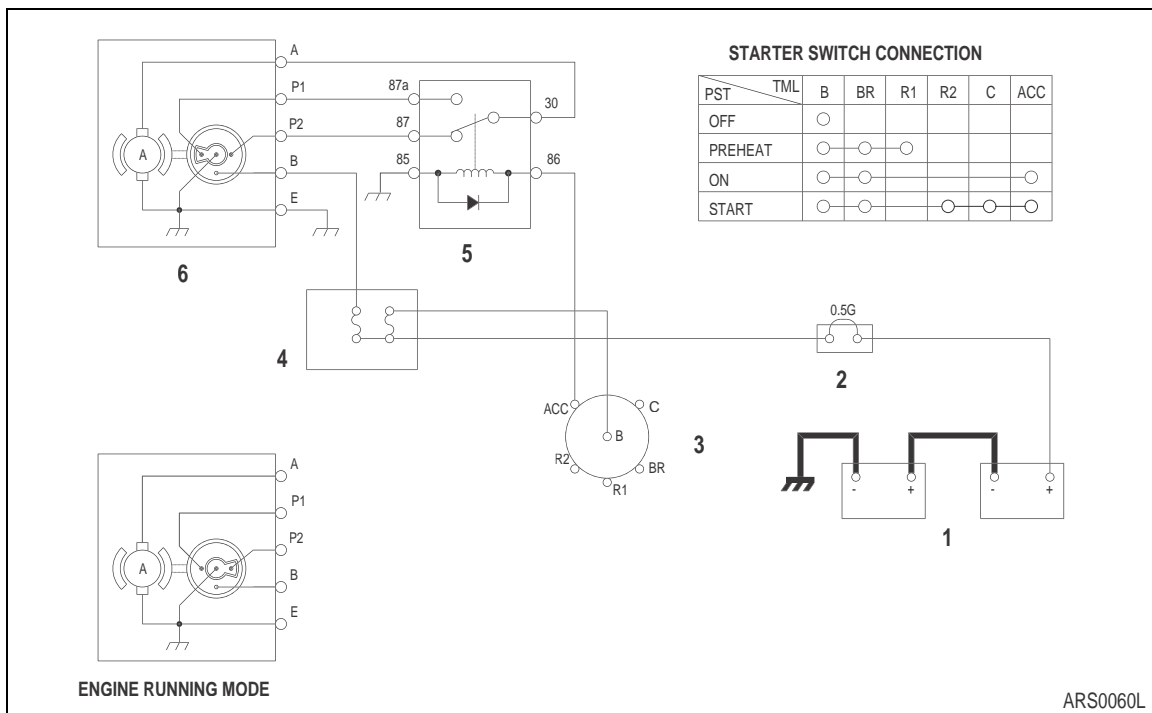 A
P1
P2
B
E
A
6
87a
87
85
30
86
5
STARTER SWITCH CONNECTION
PST TML B BR R1 R2 C ACC
OFF
PREHEAT
ON
START
4
0.5G
2
ACC
C
B
R2
BR
R1
3
- + - +
1
A
P1
P2
B
E
A
ENGINE RUNNING MODE
ARS0060L